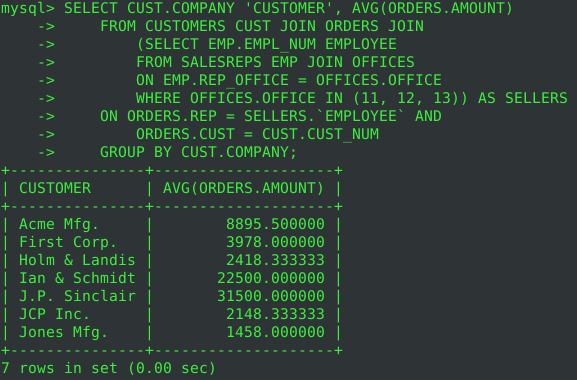 mysql> SELECT CUST.COMPANY 'CUSTOMER', AVG(ORDERS.AMOUNT)
    ->     FROM CUSTOMERS CUST JOIN ORDERS JOIN
    ->         (SELECT EMP.EMPL_NUM EMPLOYEE
    ->         FROM SALESREPS EMP JOIN OFFICES
    ->         ON EMP.REP_OFFICE = OFFICES.OFFICE
    ->         WHERE OFFICES.OFFICE IN (11, 12, 13)) AS SELLERS
    ->     ON ORDERS.REP = SELLERS.`EMPLOYEE` AND
    ->         ORDERS.CUST = CUST.CUST_NUM
    ->     GROUP BY CUST.COMPANY;
+---------------+--------------------+
| CUSTOMER      | AVG(ORDERS.AMOUNT) |
+---------------+--------------------+
| Acme Mfg.     |        8895.500000 |
| First Corp.   |        3978.000000 |
| Holm & Landis |        2418.333333 |
| Ian & Schmidt |       22500.000000 |
| J.P. Sinclair |       31500.000000 |
| JCP Inc.      |        2148.333333 |
| Jones Mfg.    |        1458.000000 |
+---------------+--------------------+
7 rows in set (0.00 sec)